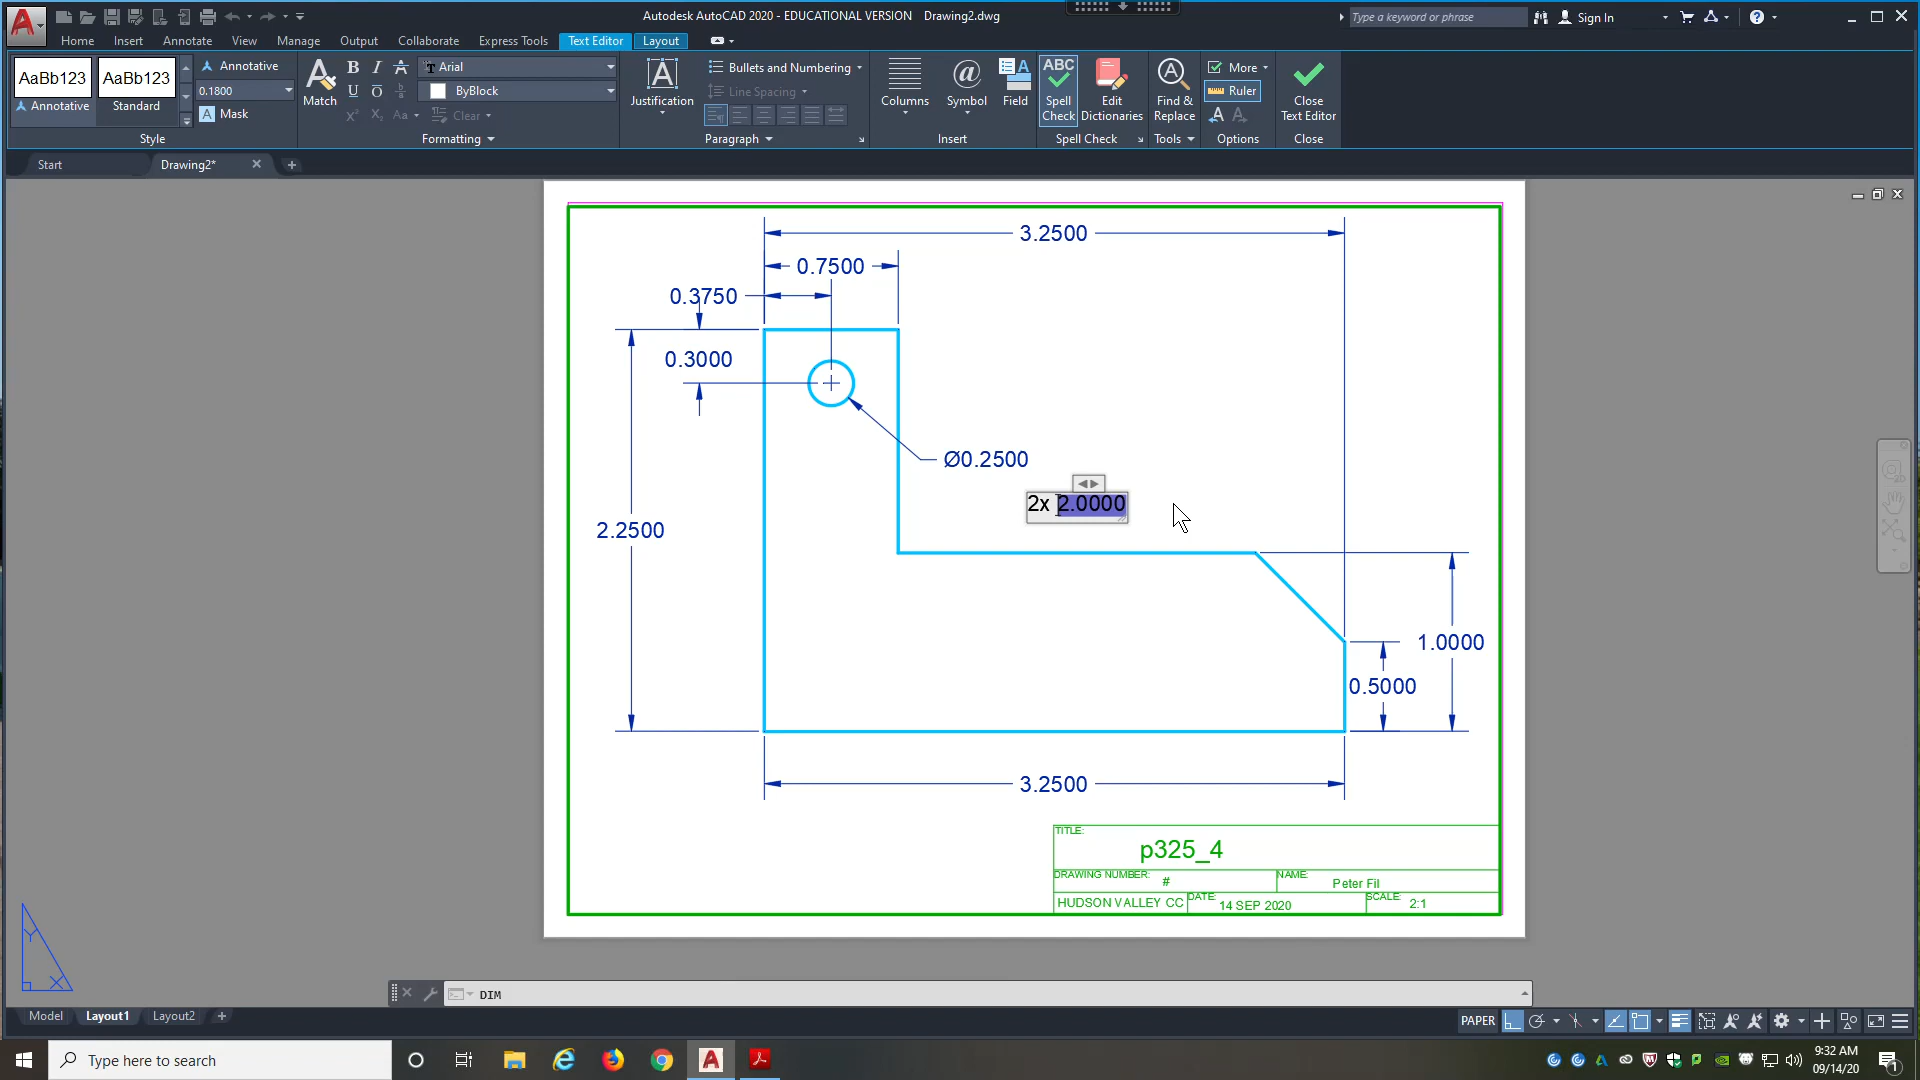 Autodesk AutoCAD 2020 - EDUCATIONAL VERSION Drawing2.dwg
Type a keyword or phrase
Sign In
Home Insert Annotate View Manage Output Collaborate Express Tools Text Editor Layout
AaBb123 AaBb123 Annotative
Annotative Standard 0.1800
Mask
Style
Match
B I A Arial
U O ByBlock
Aa Clear
Formatting
Justification
Bullets and Numbering
Line Spacing
Paragraph
Columns Symbol Field
Insert
ABC
Spell Check Edit Dictionaries
Spell Check
Find & Replace
Tools
More
Ruler
Options
Close Text Editor
Close
Start Drawing2*
3.2500
0.7500
0.3750
0.3000
Ø0.2500
2x 2.0000
2.2500
1.0000
0.5000
3.2500
TITLE:
p325_4
DRAWING NUMBER: # NAME: Peter Fil
HUDSON VALLEY CC DATE: 14 SEP 2020 SCALE: 2:1
Y
X
DIM
Model Layout1 Layout2
PAPER
Type here to search
9:32 AM
09/14/20
1